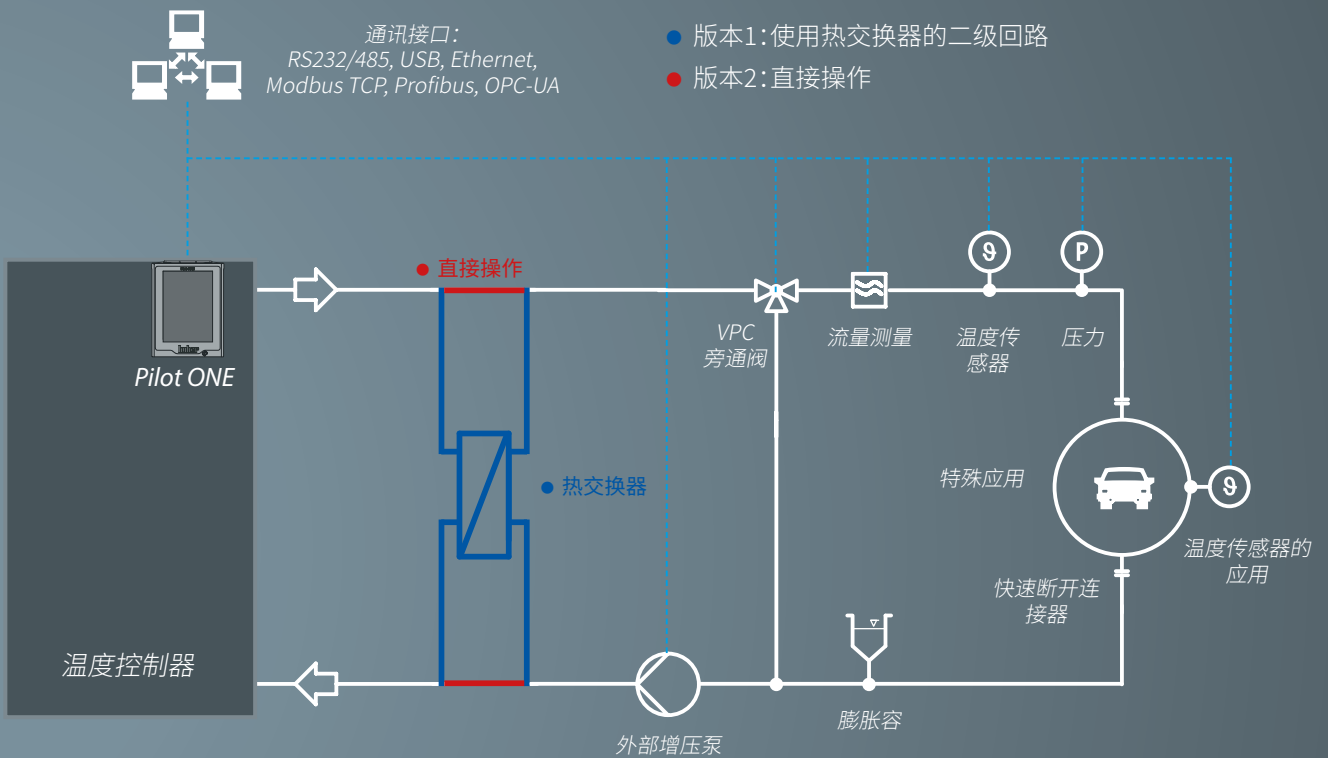 通讯接口：
RS232/485, USB, Ethernet,
Modbus TCP, Profibus, OPC-UA
版本1：使用热交换器的二级回路
版本2：直接操作
直接操作
ϑ
P
huber
Pilot ONE
VPC
旁通阀
流量测量
温度传
感器
压力
热交换器
特殊应用
ϑ
温度传感器的
应用
快速断开连
接器
温度控制器
膨胀容
外部增压泵